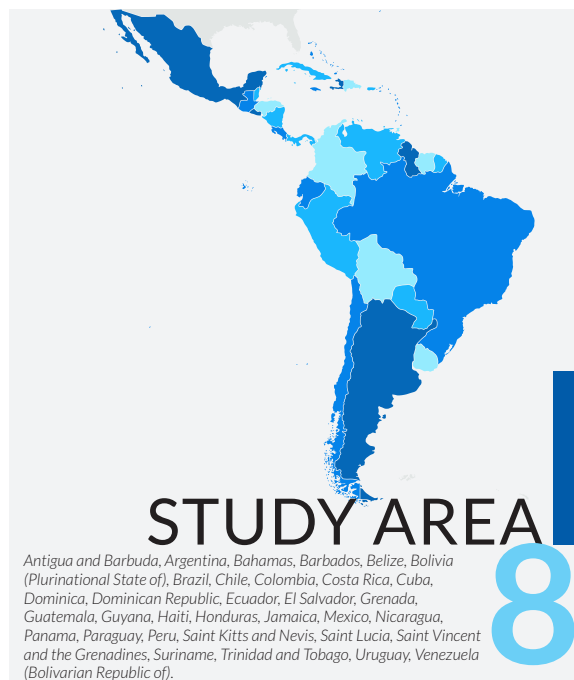 STUDY AREA
8
Antigua and Barbuda, Argentina, Bahamas, Barbados, Belize, Bolivia
(Plurinational State of), Brazil, Chile, Colombia, Costa Rica, Cuba,
Dominica, Dominican Republic, Ecuador, El Salvador, Grenada,
Guatemala, Guyana, Haiti, Honduras, Jamaica, Mexico, Nicaragua,
Panama, Paraguay, Peru, Saint Kitts and Nevis, Saint Lucia, Saint Vincent
and the Grenadines, Suriname, Trinidad and Tobago, Uruguay, Venezuela
(Bolivarian Republic of).